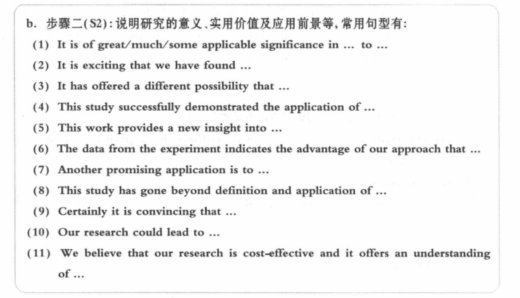 b. 步骤二(S2):说明研究的意义、实用价值及应用前景等,常用句型有:
(1) It is of great/much/some applicable significance in … to …
(2) It is exciting that we have found …
(3) It has offered a different possibility that …
(4) This study successfully demonstrated the application of …
(5) This work provides a new insight into …
(6) The data from the experiment indicates the advantage of our approach that …
(7) Another promising application is to …
(8) This study has gone beyond definition and application of …
(9) Certainly it is convincing that …
(10) Our research could lead to …
(11) We believe that our research is cost-effective and it offers an understanding
of …